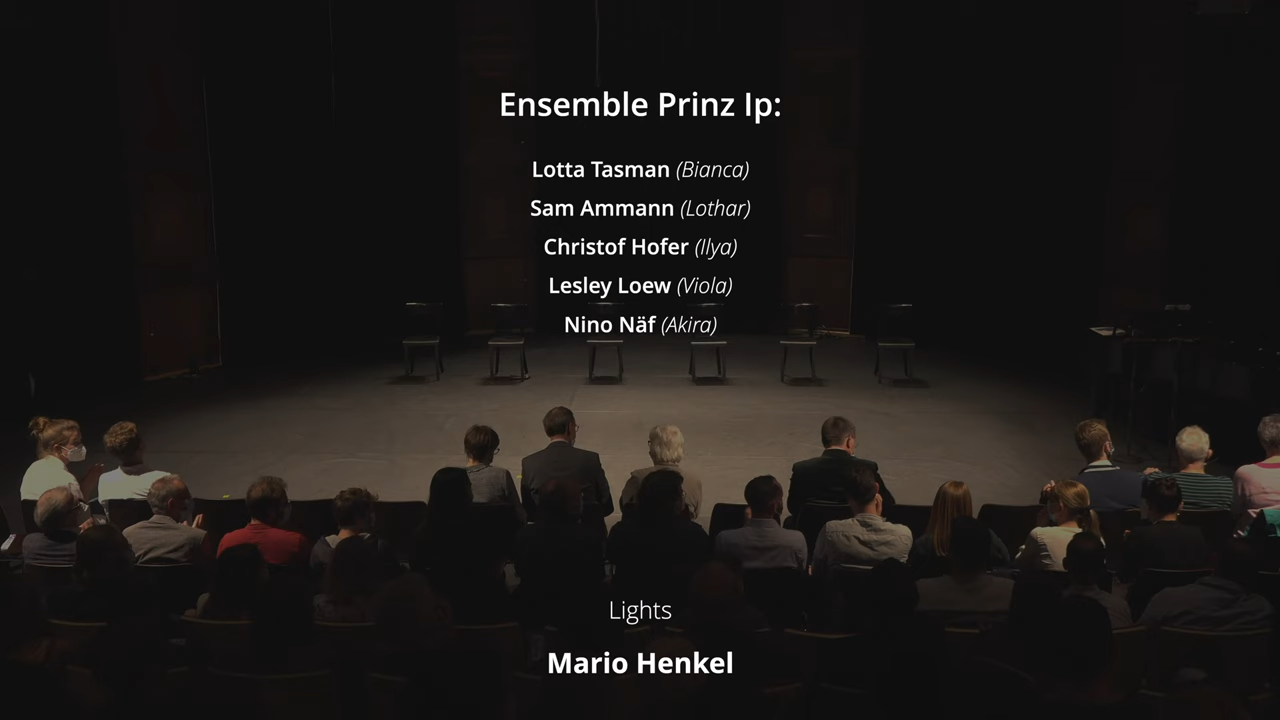 Ensemble Prinz Ip:
Lotta Tasman (Bianca)
Sam Ammann (Lothar)
Christof Hofer (Ilya)
Lesley Loew (Viola)
Nino Näf (Akira)
Lights
Mario Henkel